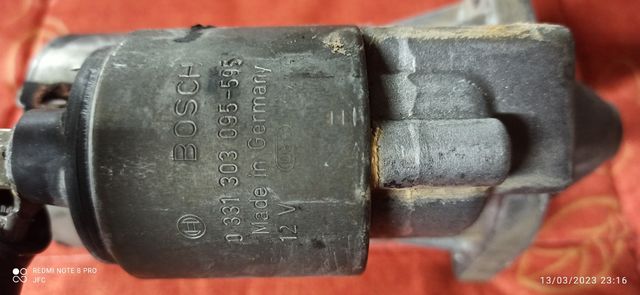 BOSCH
0 331 303 095-595
Made in Germany
12 V
REDMI NOTE 8 PRO
JFC
13/03/2023 23:16